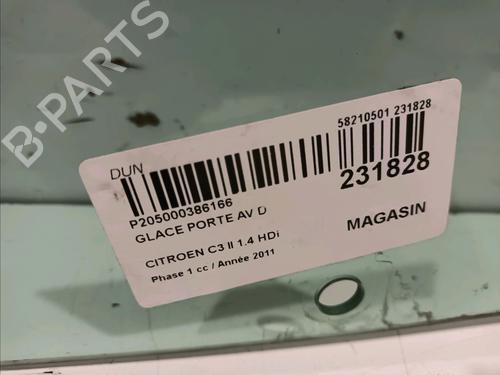 B-PARTS
DUN
58210501 231828
P205000386166
231828
GLACE PORTE AV D
MAGASIN
CITROEN C3 II 1.4 HDi
Phase 1 cc / Année 2011